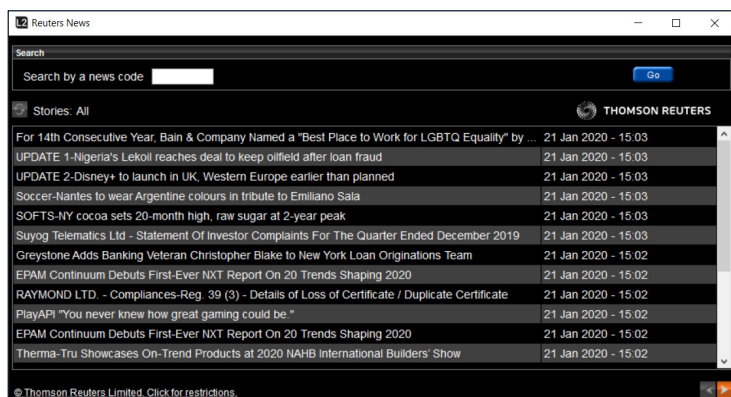 L2 Reuters News
Search
Search by a news code
Go
Stories: All
THOMSON REUTERS
For 14th Consecutive Year, Bain & Company Named a "Best Place to Work for LGBTQ Equality" by ... 21 Jan 2020 - 15:03
UPDATE 1-Nigeria's Lekoil reaches deal to keep oilfield after loan fraud 21 Jan 2020 - 15:03
UPDATE 2-Disney+ to launch in UK, Western Europe earlier than planned 21 Jan 2020 - 15:03
Soccer-Nantes to wear Argentine colours in tribute to Emiliano Sala 21 Jan 2020 - 15:03
SOFTS-NY cocoa sets 20-month high, raw sugar at 2-year peak 21 Jan 2020 - 15:03
Suyog Telematics Ltd - Statement Of Investor Complaints For The Quarter Ended December 2019 21 Jan 2020 - 15:03
Greystone Adds Banking Veteran Christopher Blake to New York Loan Originations Team 21 Jan 2020 - 15:02
EPAM Continuum Debuts First-Ever NXT Report On 20 Trends Shaping 2020 21 Jan 2020 - 15:02
RAYMOND LTD. - Compliances-Reg. 39 (3) - Details of Loss of Certificate / Duplicate Certificate 21 Jan 2020 - 15:02
PlayAPI "You never knew how great gaming could be." 21 Jan 2020 - 15:02
EPAM Continuum Debuts First-Ever NXT Report On 20 Trends Shaping 2020 21 Jan 2020 - 15:02
Therma-Tru Showcases On-Trend Products at 2020 NAHB International Builders' Show 21 Jan 2020 - 15:02
© Thomson Reuters Limited. Click for restrictions.